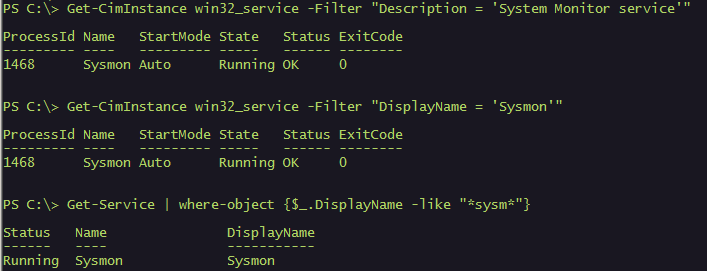 PS C:\> Get-CimInstance win32_service -Filter "Description = 'System Monitor service'"
ProcessId Name   StartMode State   Status ExitCode
--------- ----   --------- -----   ------ --------
1468      Sysmon Auto      Running OK     0
PS C:\> Get-CimInstance win32_service -Filter "DisplayName = 'Sysmon'"
ProcessId Name   StartMode State   Status ExitCode
--------- ----   --------- -----   ------ --------
1468      Sysmon Auto      Running OK     0
PS C:\> Get-Service | where-object {$_.DisplayName -like "*sysm*"}
Status   Name               DisplayName
------   ----               -----------
Running  Sysmon             Sysmon